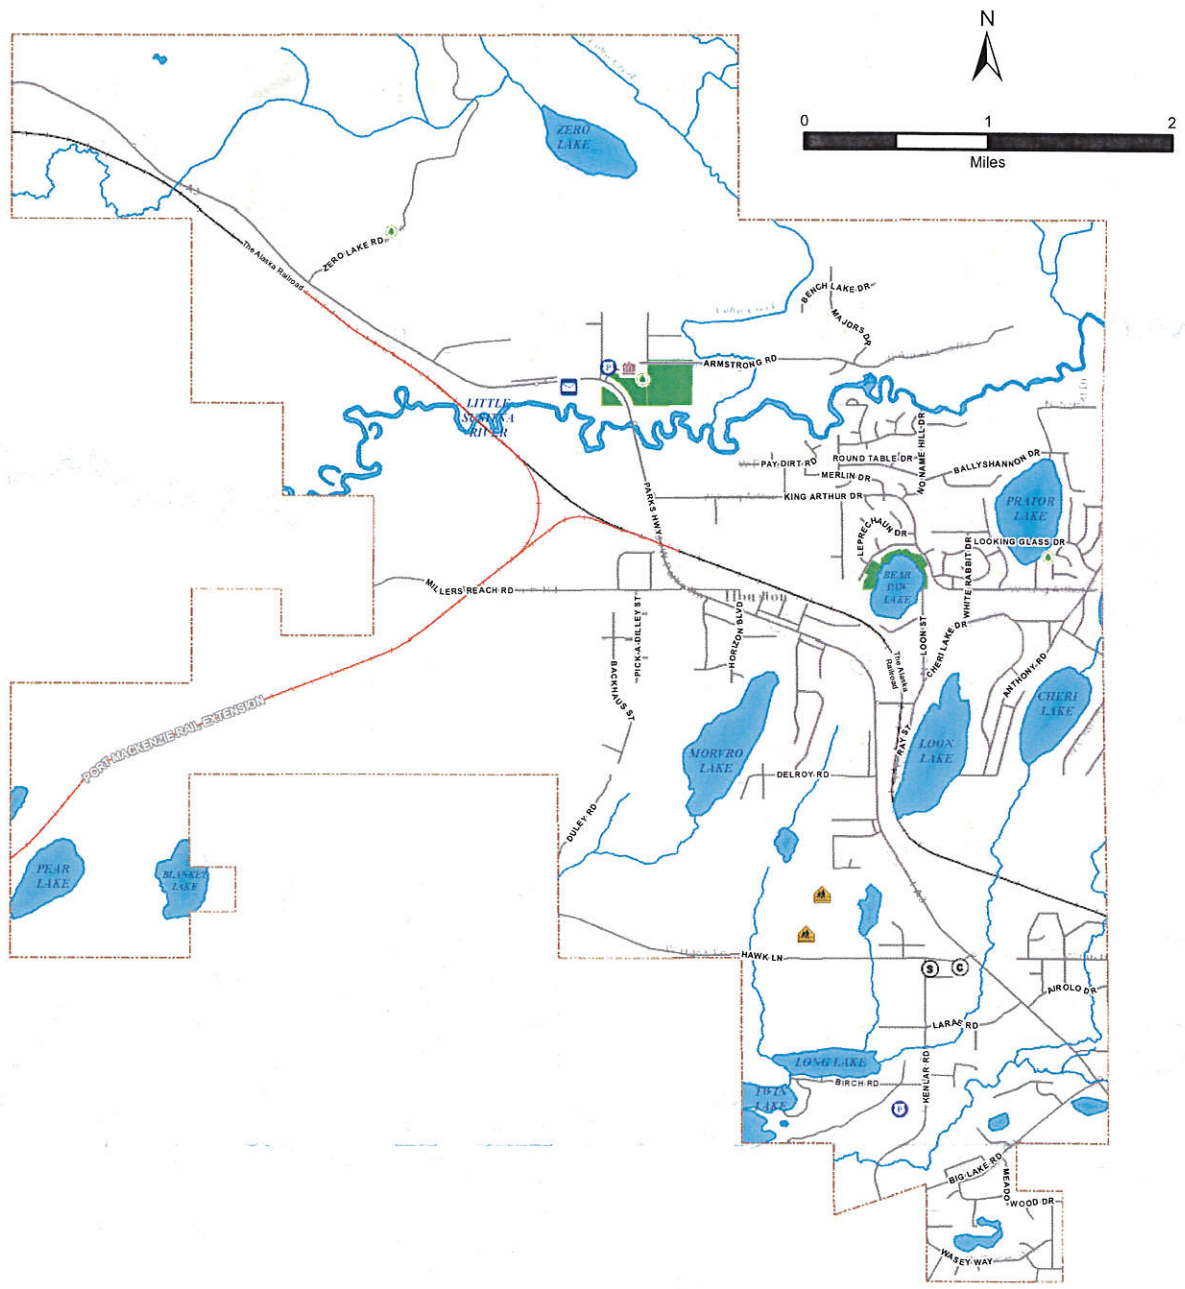 N
0 1 2
Miles
ZERO
LAKE
A3
The Alaska Railroad
ZERO LAKE RD
BENCH LAKE DR
MAJORS DR
P
ARMSTRONG RD
LITTLE
SUSITNA
RIVER
PAY DIRT RD
ROUND TABLE DR
NO NAME HILL DR
BALLYSHANNON DR
MERLIN DR
KING ARTHUR DR
PARKS HWY
PRATOR
LAKE
LEPRECHAUN DR
LOOKING GLASS DR
WHITE RABBIT DR
BEAR
PAW
LAKE
MILLERS REACH RD
PICK A DILLEY ST
Houston
HORIZON BLVD
LOON ST
CHERI LAKE DR
The Alaska
Railroad
BACKHAUS ST
ANTHONY RD
CHERI
LAKE
PORT MACKENZIE RAIL EXTENSION
MORVRO
LAKE
RAY ST
LOON
LAKE
DELROY RD
DULEY RD
PEAR
LAKE
BLANKET
LAKE
A3
HAWK LN
S
C
AIROLO DR
LARAE RD
LONG LAKE
BIRCH RD
KENLAR RD
TWIN
LAKE
P
BIG LAKE RD
MEADOWOOD DR
WASEY WAY